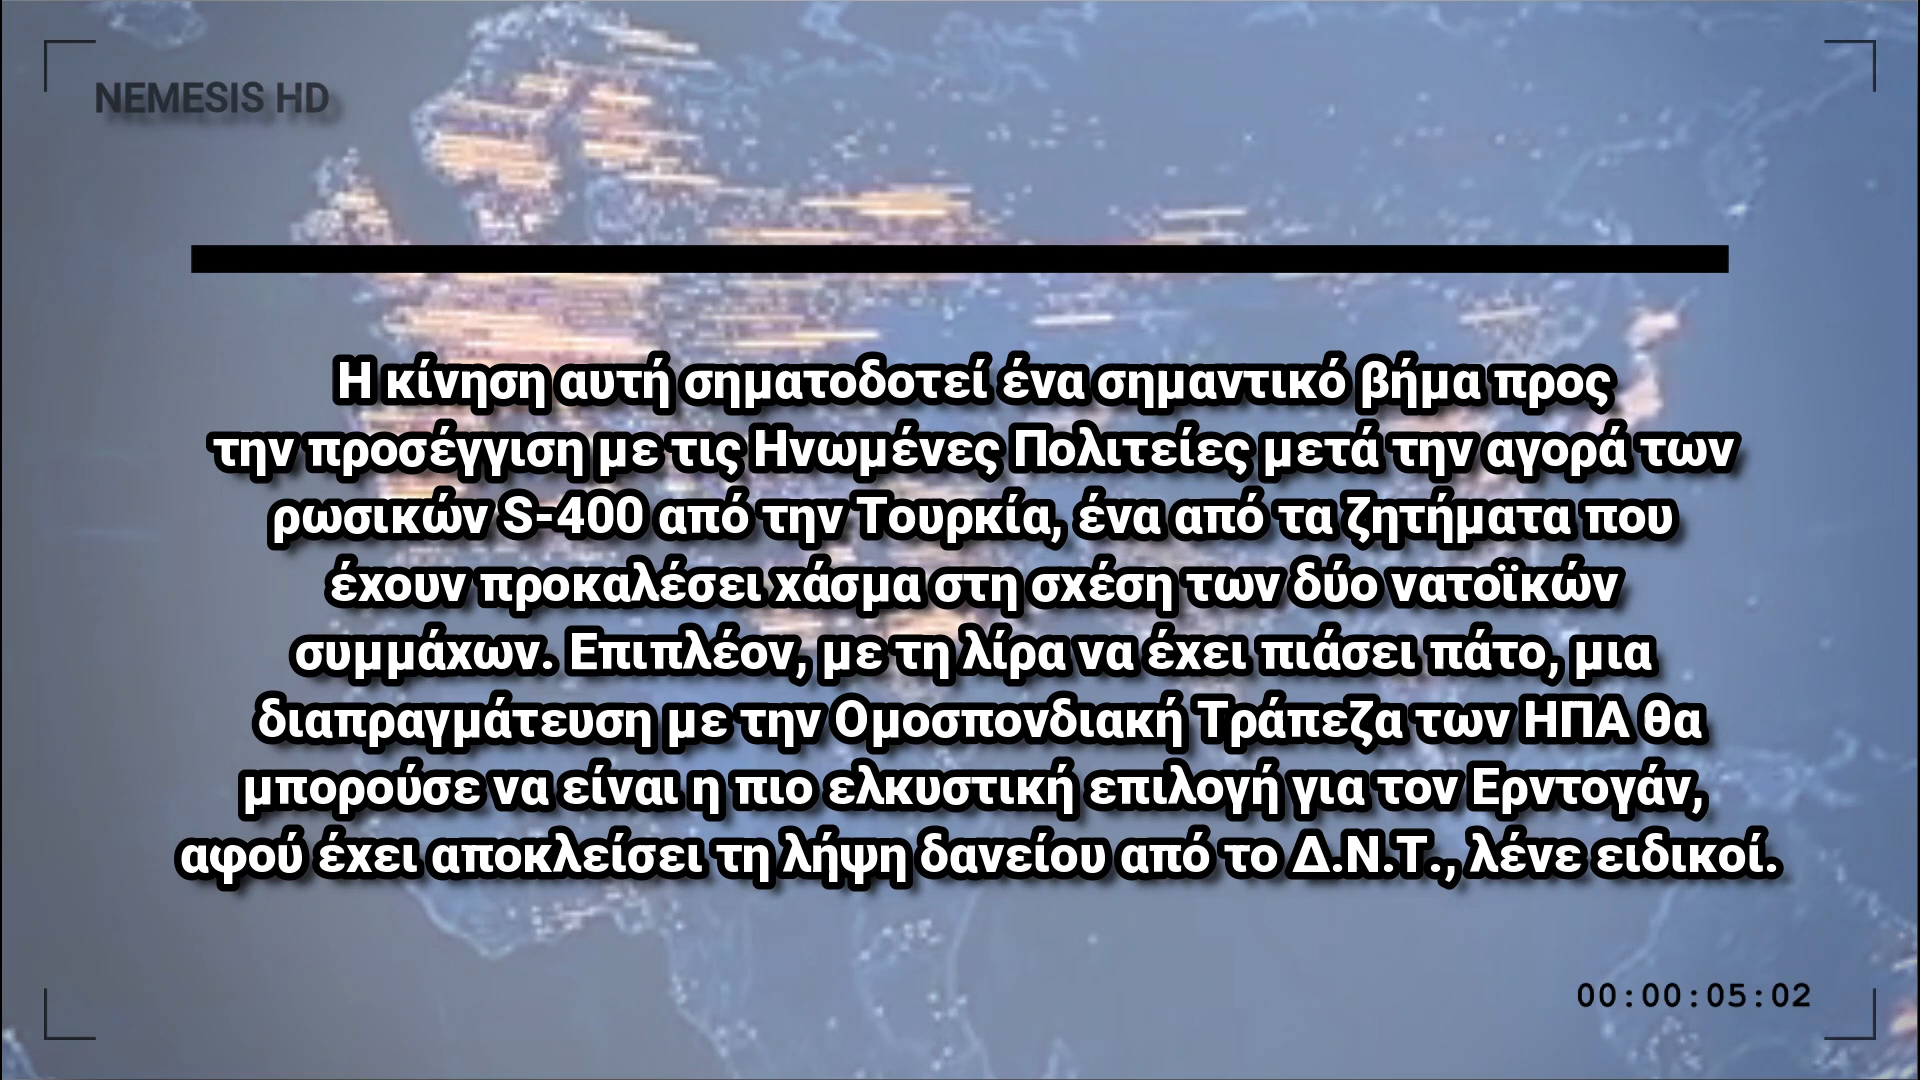 NEMESIS HD
Η κίνηση αυτή σηματοδοτεί ένα σημαντικό βήμα προς
την προσέγγιση με τις Ηνωμένες Πολιτείες μετά την αγορά των
ρωσικών S-400 από την Τουρκία, ένα από τα ζητήματα που
έχουν προκαλέσει χάσμα στη σχέση των δύο νατοϊκών
συμμάχων. Επιπλέον, με τη λίρα να έχει πιάσει πάτο, μια
διαπραγμάτευση με την Ομοσπονδιακή Τράπεζα των ΗΠΑ θα
μπορούσε να είναι η πιο ελκυστική επιλογή για τον Ερντογάν,
αφού έχει αποκλείσει τη λήψη δανείου από το Δ.Ν.Τ., λένε ειδικοί.
00:00:05:02